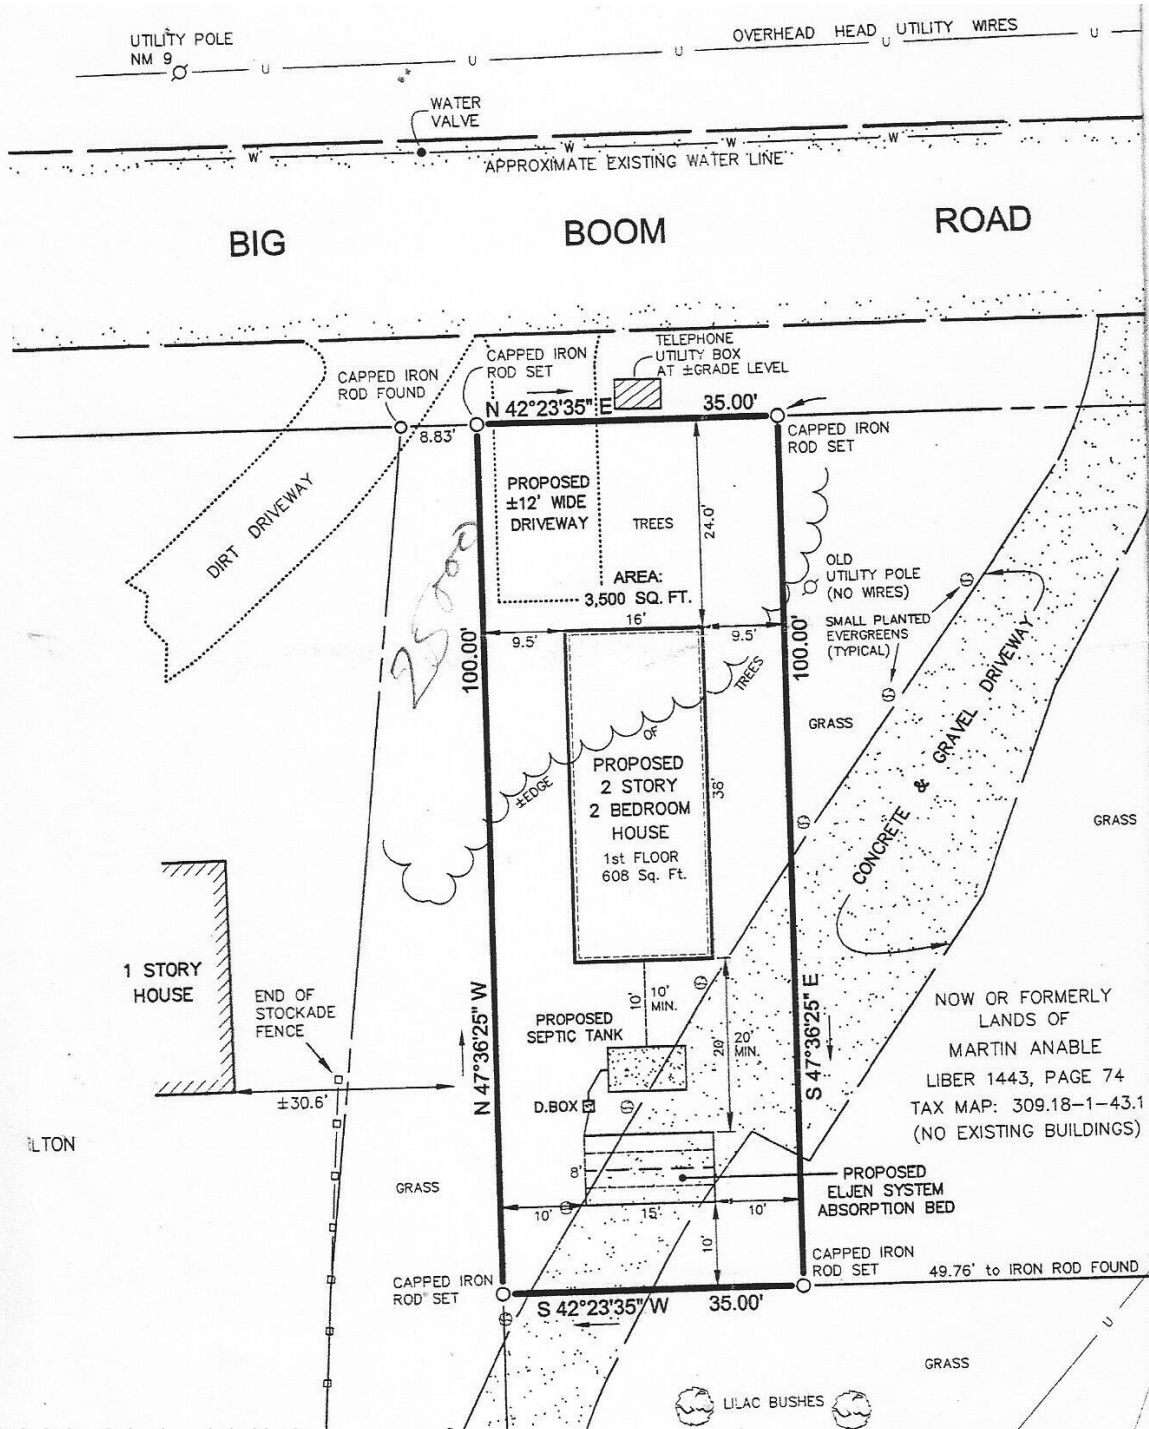 UTILITY POLE
NM 9
OVERHEAD HEAD UTILITY WIRES
U U U U U
WATER
VALVE
W W W W W
APPROXIMATE EXISTING WATER LINE
BIG BOOM ROAD
TELEPHONE
UTILITY BOX
AT ±GRADE LEVEL
CAPPED IRON
ROD SET
CAPPED IRON
ROD FOUND
N 42°23'35" E 35.00'
8.83'
CAPPED IRON
ROD SET
PROPOSED
±12' WIDE
DRIVEWAY
TREES
24.0'
DIRT DRIVEWAY
25000
OLD
UTILITY POLE
(NO WIRES)
AREA:
3,500 SQ. FT.
SMALL PLANTED
EVERGREENS
(TYPICAL)
16'
9.5'
9.5'
100.00'
100.00'
±EDGE OF TREES
GRASS
PROPOSED
2 STORY
2 BEDROOM
HOUSE
1st FLOOR
608 Sq. Ft.
36'
CONCRETE & GRAVEL DRIVEWAY
GRASS
1 STORY
HOUSE
END OF
STOCKADE
FENCE
±30.6'
N 47°36'25" W
S 47°36'25" E
10'
10'
MIN.
PROPOSED
SEPTIC TANK
20'
20'
MIN.
D.BOX
NOW OR FORMERLY
LANDS OF
MARTIN ANABLE
LIBER 1443, PAGE 74
TAX MAP: 309.18-1-43.1
(NO EXISTING BUILDINGS)
LTON
GRASS
8'
PROPOSED
ELJEN SYSTEM
ABSORPTION BED
10'
15'
10'
10'
CAPPED IRON
ROD SET
CAPPED IRON
ROD SET
49.76' to IRON ROD FOUND
S 42°23'35" W 35.00'
U
GRASS
LILAC BUSHES